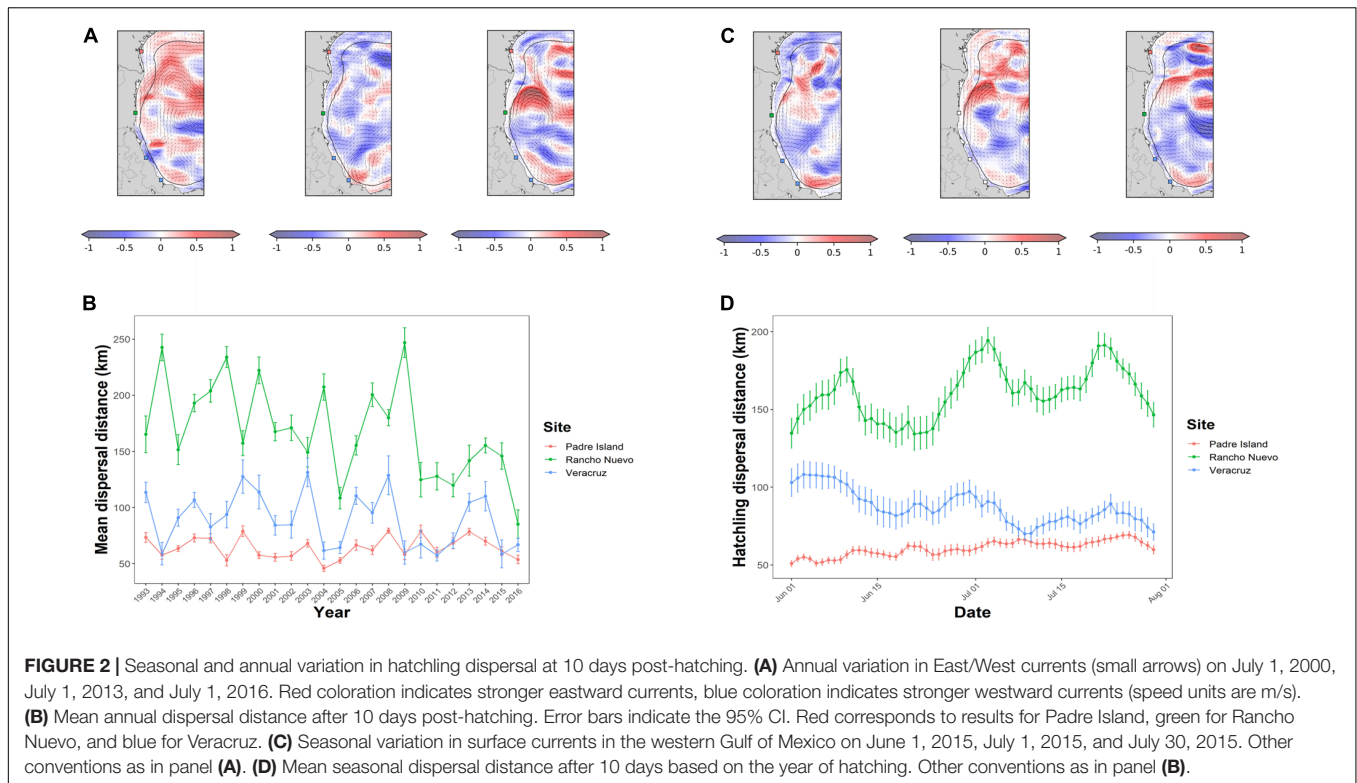 A
C
-1 -0.5 0 0.5 1
-1 -0.5 0 0.5 1
-1 -0.5 0 0.5 1
-1 -0.5 0 0.5 1
-1 -0.5 0 0.5 1
-1 -0.5 0 0.5 1
B
Mean dispersal distance (km)
250
200
150
100
50
1993 1994 1995 1996 1997 1998 1999 2000 2001 2002 2003 2004 2005 2006 2007 2008 2009 2010 2011 2012 2013 2014 2015 2016
Year
Site
Padre Island
Rancho Nuevo
Veracruz
D
Hatchling dispersal distance (km)
200
150
100
50
Jun 01 Jun 15 Jul 01 Jul 15 Aug 01
Date
Site
Padre Island
Rancho Nuevo
Veracruz
FIGURE 2 | Seasonal and annual variation in hatchling dispersal at 10 days post-hatching. (A) Annual variation in East/West currents (small arrows) on July 1, 2000,
July 1, 2013, and July 1, 2016. Red coloration indicates stronger eastward currents, blue coloration indicates stronger westward currents (speed units are m/s).
(B) Mean annual dispersal distance after 10 days post-hatching. Error bars indicate the 95% CI. Red corresponds to results for Padre Island, green for Rancho
Nuevo, and blue for Veracruz. (C) Seasonal variation in surface currents in the western Gulf of Mexico on June 1, 2015, July 1, 2015, and July 30, 2015. Other
conventions as in panel (A). (D) Mean seasonal dispersal distance after 10 days based on the year of hatching. Other conventions as in panel (B).